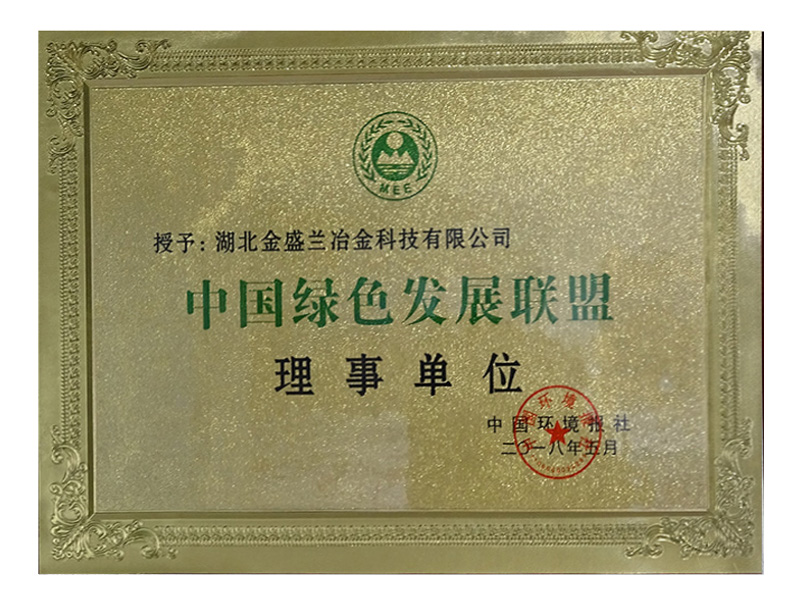 MEE
授予：湖北金盛兰冶金科技有限公司
中国绿色发展联盟
理事单位
中国环境报社
二〇一八年五月